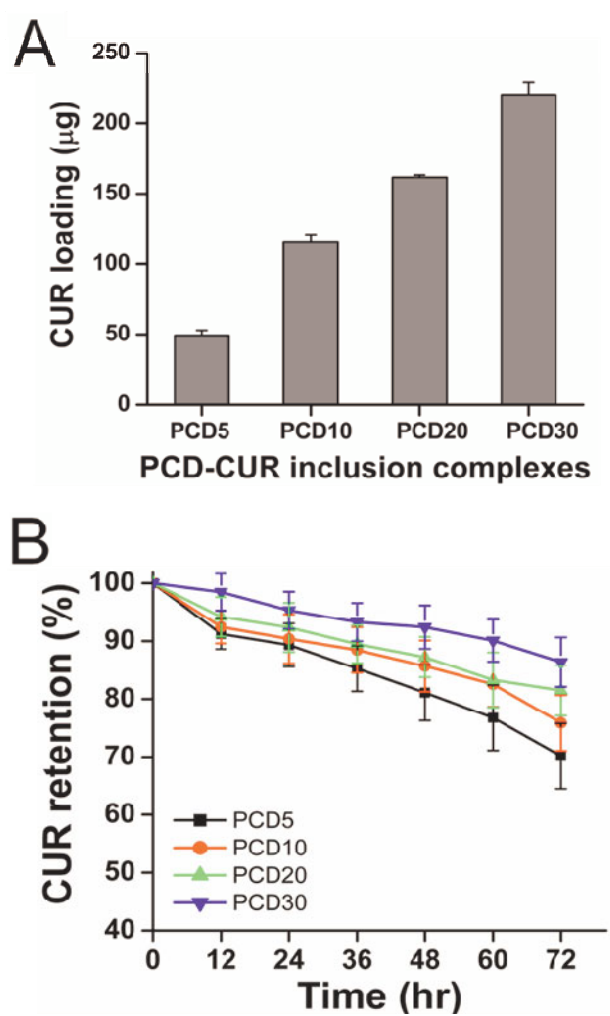 A
CUR loading (μg)
250
200
150
100
50
0
PCD5 PCD10 PCD20 PCD30
PCD-CUR inclusion complexes
B
CUR retention (%)
100
90
80
70
60
50
40
PCD5
PCD10
PCD20
PCD30
0 12 24 36 48 60 72
Time (hr)